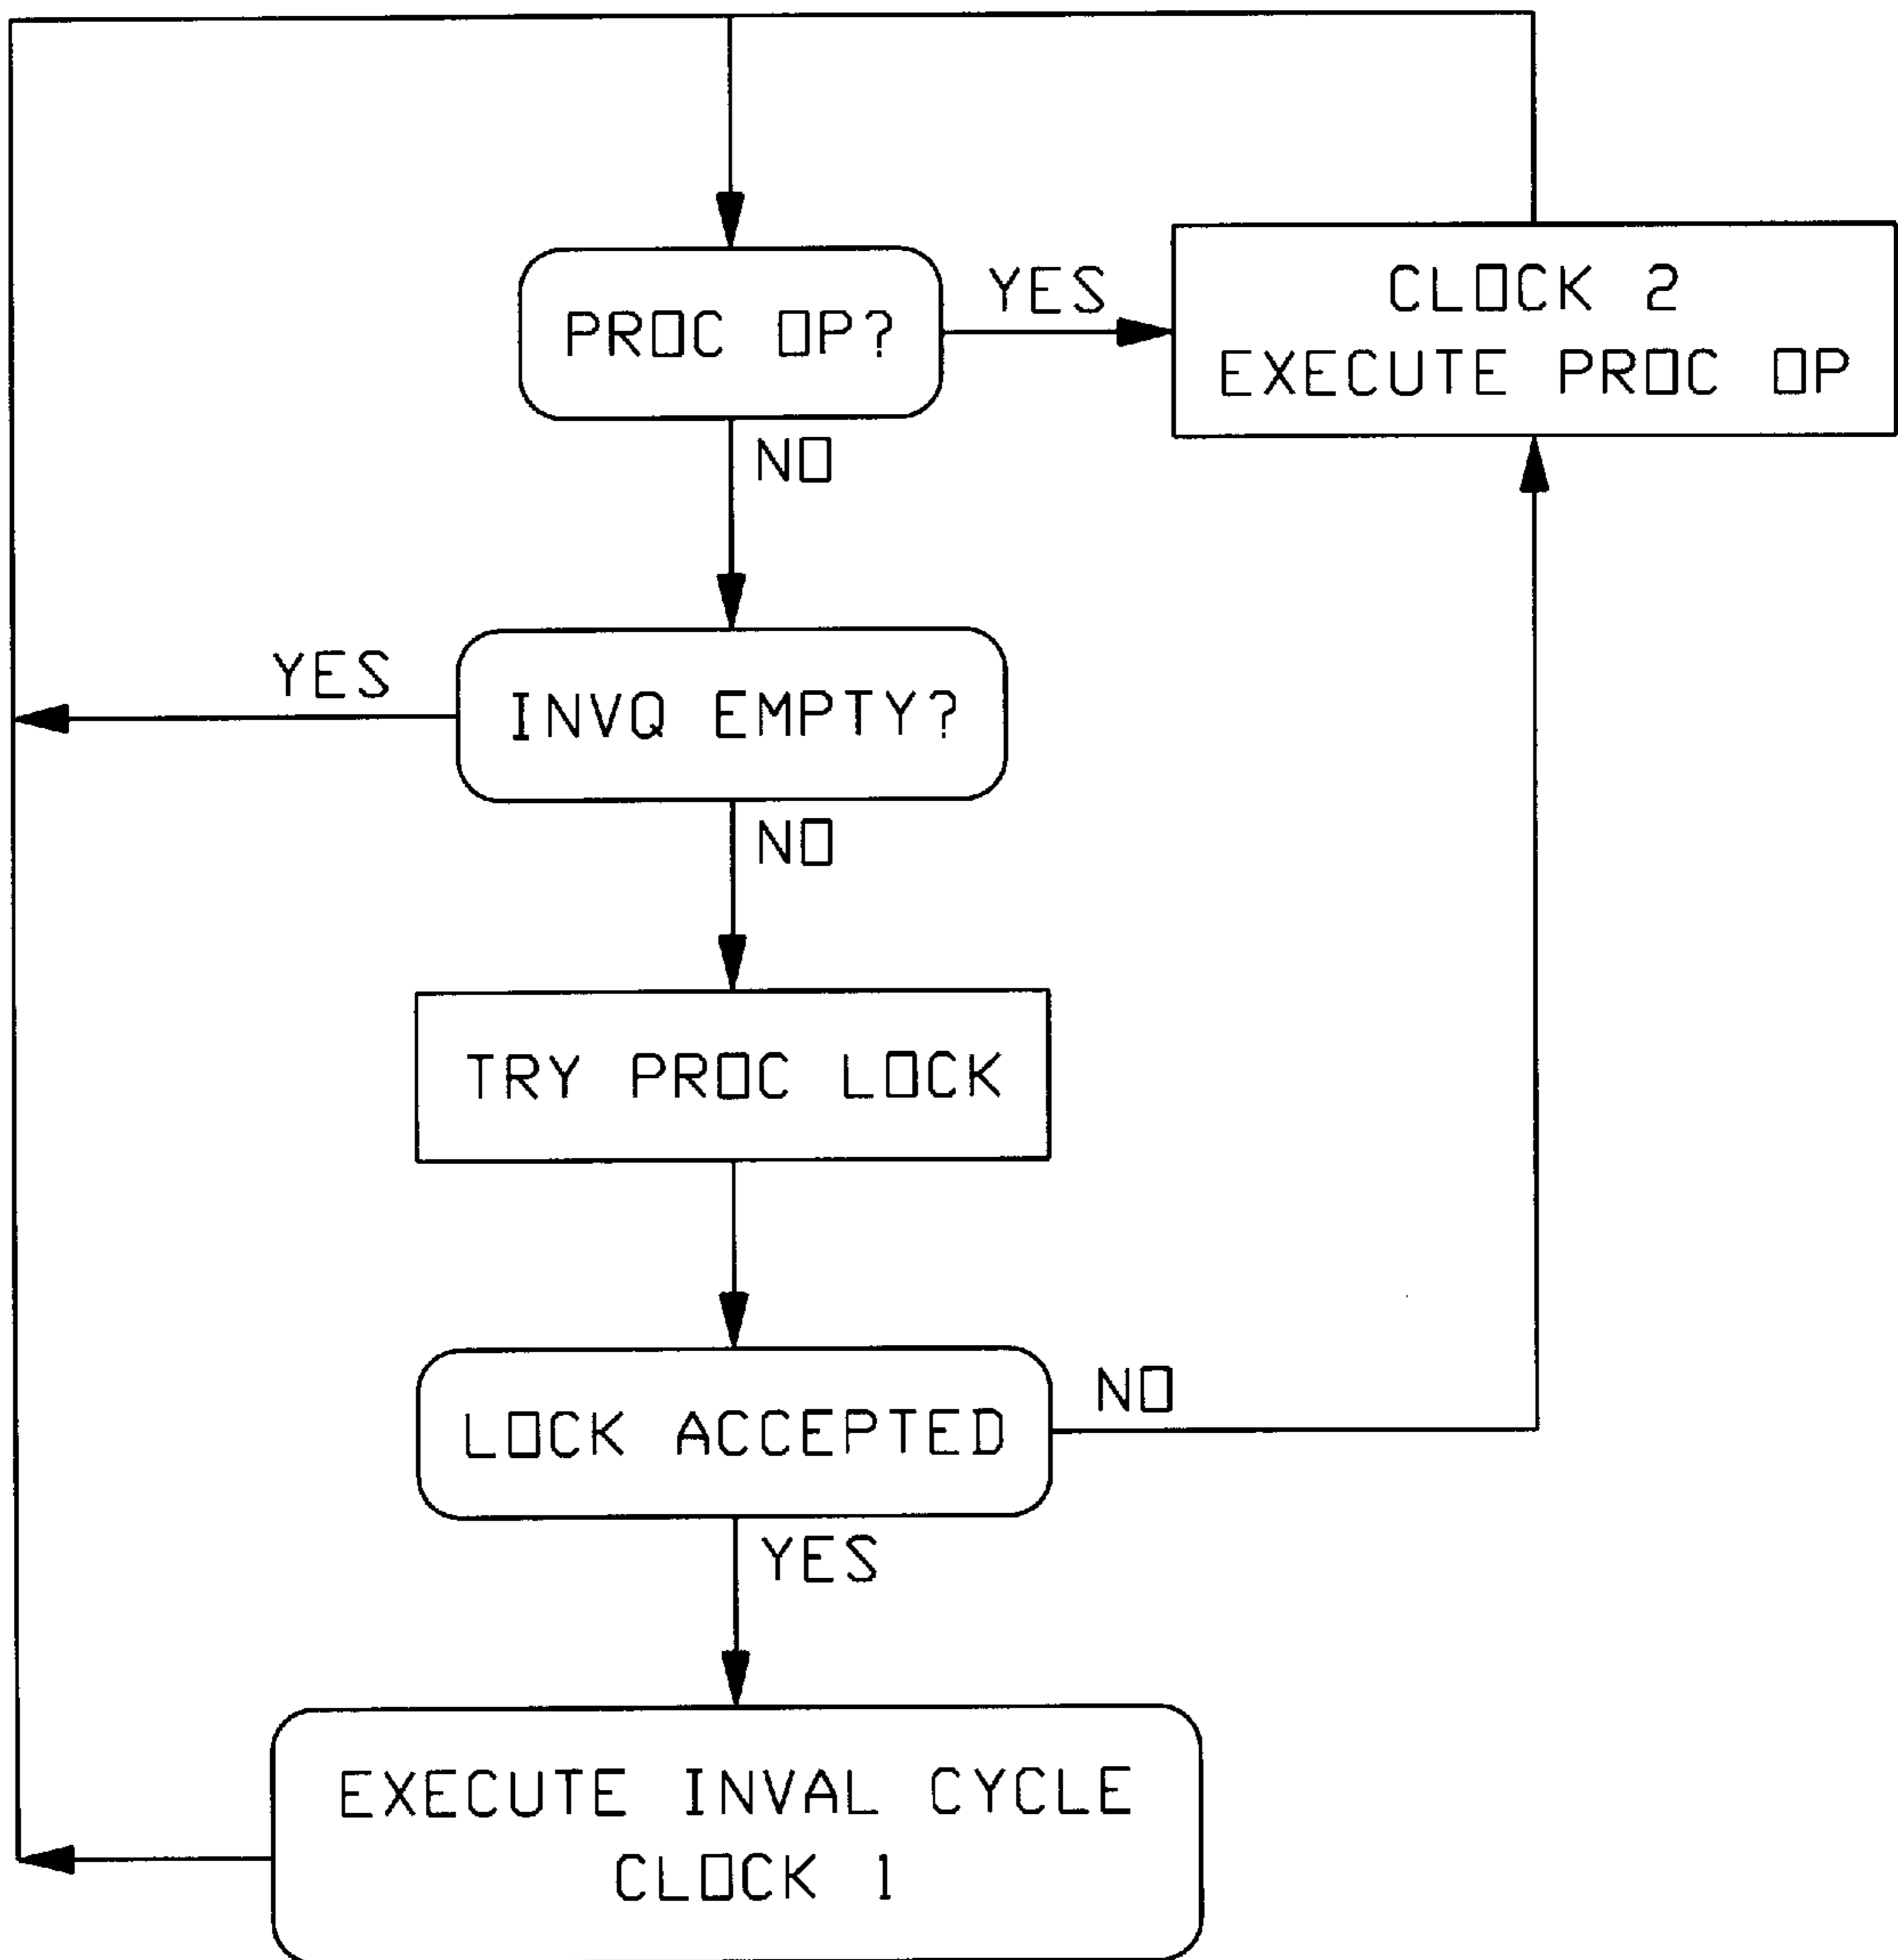 PROC OP?
YES
CLOCK 2
EXECUTE PROC OP
NO
YES
INVQ EMPTY?
NO
TRY PROC LOCK
LOCK ACCEPTED
NO
YES
EXECUTE INVAL CYCLE
CLOCK 1